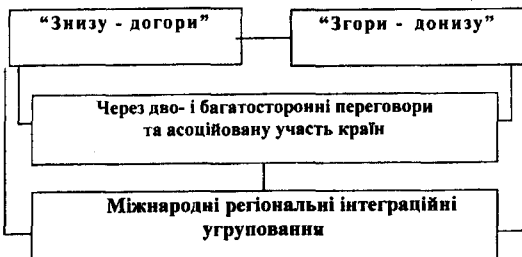 “Знизу - догори”
“Згори - донизу”
Через дво- і багатосторонні переговори
та асоційовану участь країн
Міжнародні регіональні інтеграційні
угруповання